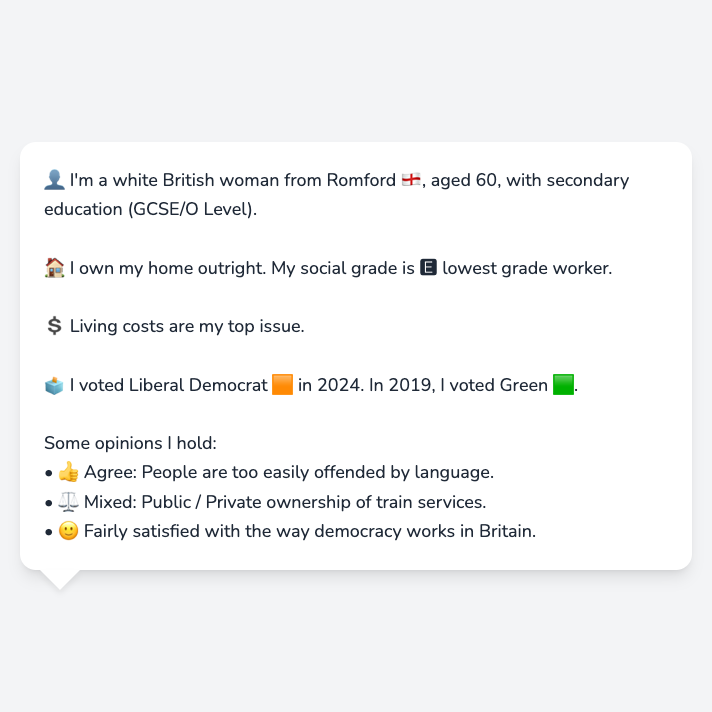 👤 I'm a white British woman from Romford 🏴󠁧󠁢󠁥󠁮󠁧󠁿, aged 60, with secondary
education (GCSE/O Level).
🏠 I own my home outright. My social grade is 🅴 lowest grade worker.
💲 Living costs are my top issue.
🗳️ I voted Liberal Democrat 🟧 in 2024. In 2019, I voted Green 🟩.
Some opinions I hold:
• 👍 Agree: People are too easily offended by language.
• ⚖️ Mixed: Public / Private ownership of train services.
• 🙂 Fairly satisfied with the way democracy works in Britain.